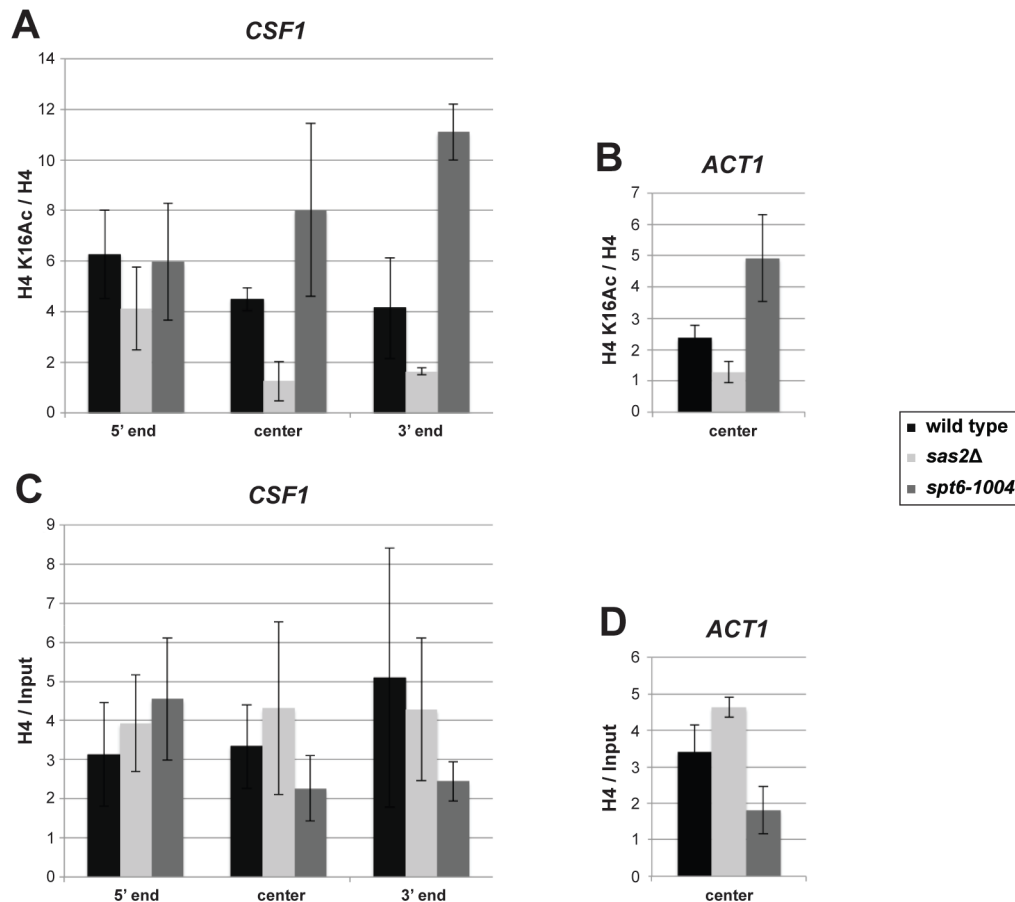 A
CSF1
H4 K16Ac / H4
14
12
10
8
6
4
2
0
5’ end
center
3’ end
B
ACT1
H4 K16Ac / H4
7
6
5
4
3
2
1
0
center
wild type
sas2Δ
spt6-1004
C
CSF1
H4 / Input
9
8
7
6
5
4
3
2
1
0
5’ end
center
3’ end
D
ACT1
H4 / Input
6
5
4
3
2
1
0
center